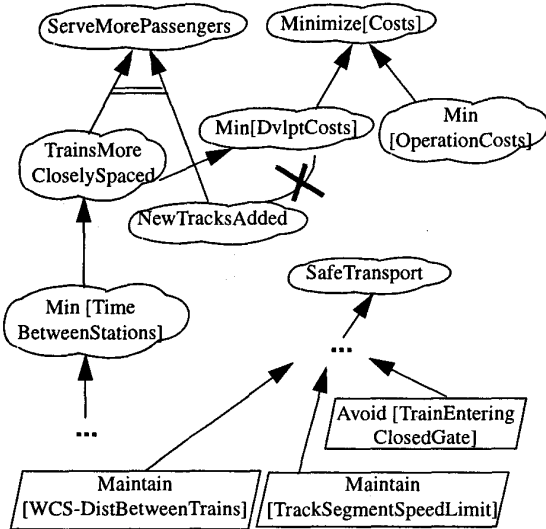 ServeMorePassengers
Minimize[Costs]
Min[DvlptCosts]
Min
[OperationCosts]
TrainsMore
CloselySpaced
NewTracksAdded
SafeTransport
Min [Time
BetweenStations]
...
...
Avoid [TrainEntering
ClosedGate]
Maintain
[WCS-DistBetweenTrains]
Maintain
[TrackSegmentSpeedLimit]